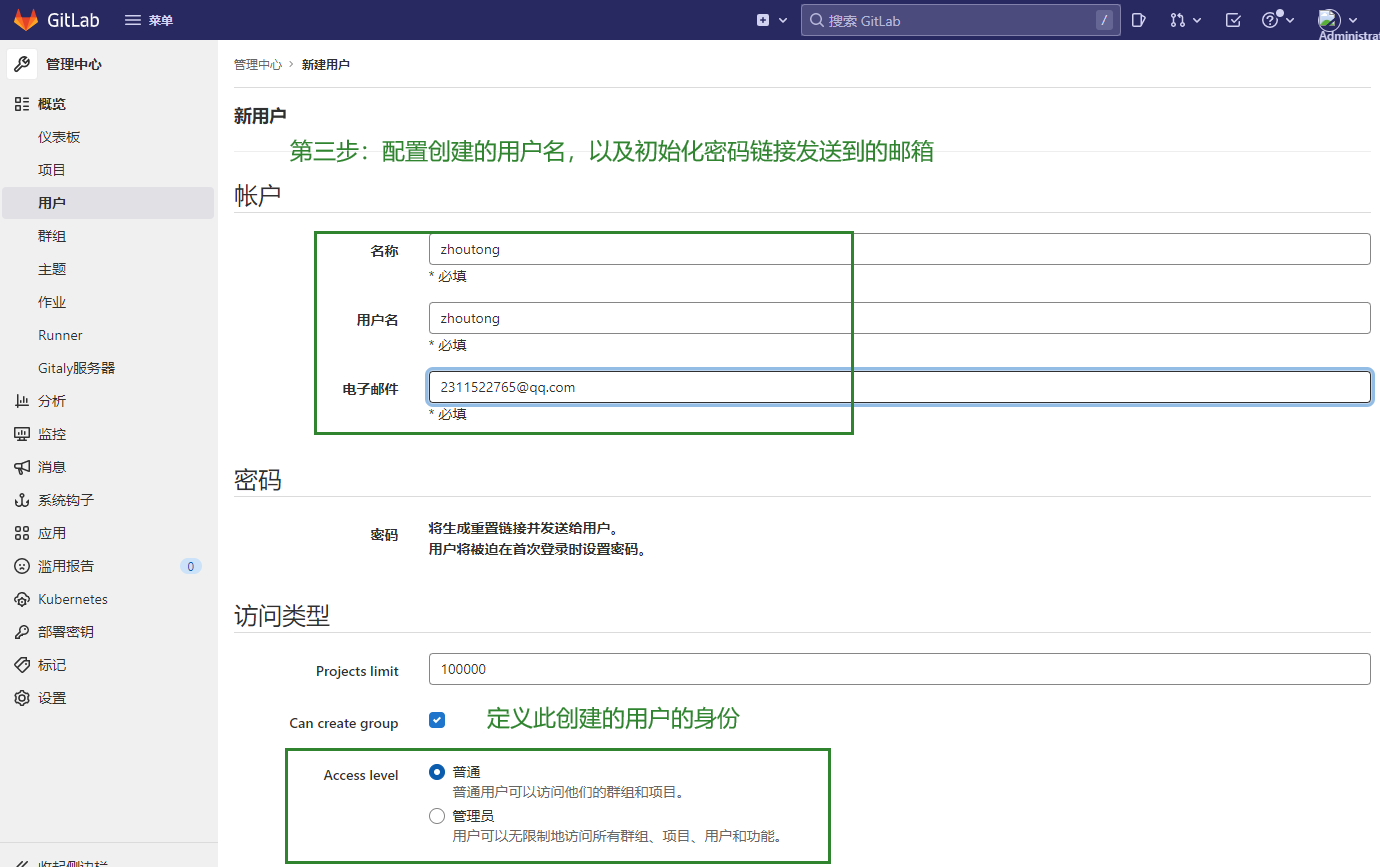 GitLab
菜单
搜索 GitLab
/
Administrat
管理中心
概览
仪表板
项目
用户
群组
主题
作业
Runner
Gitaly服务器
分析
监控
消息
系统钩子
应用
滥用报告 0
Kubernetes
部署密钥
标记
设置
收起侧边栏
管理中心 › 新建用户
新用户
第三步：配置创建的用户名，以及初始化密码链接发送到的邮箱
帐户
名称 zhoutong
* 必填
用户名 zhoutong
* 必填
电子邮件 2311522765@qq.com
* 必填
密码
密码 将生成重置链接并发送给用户。
用户将被迫在首次登录时设置密码。
访问类型
Projects limit 100000
Can create group 定义此创建的用户的身份
Access level 普通
普通用户可以访问他们的群组和项目。
管理员
用户可以无限制地访问所有群组、项目、用户和功能。